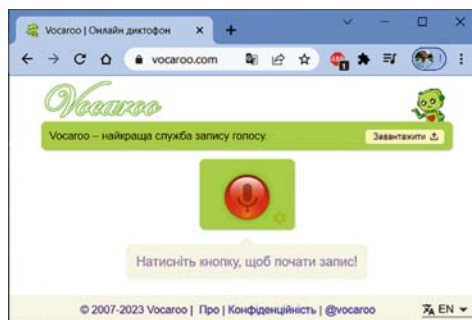 Vocaroo | Онлайн диктофон
vocaroo.com
1
Vocaroo
Vocaroo – найкраща служба запису голосу.
Завантажити
Натисніть кнопку, щоб почати запис!
© 2007-2023 Vocaroo | Про | Конфіденційність | @vocaroo
EN